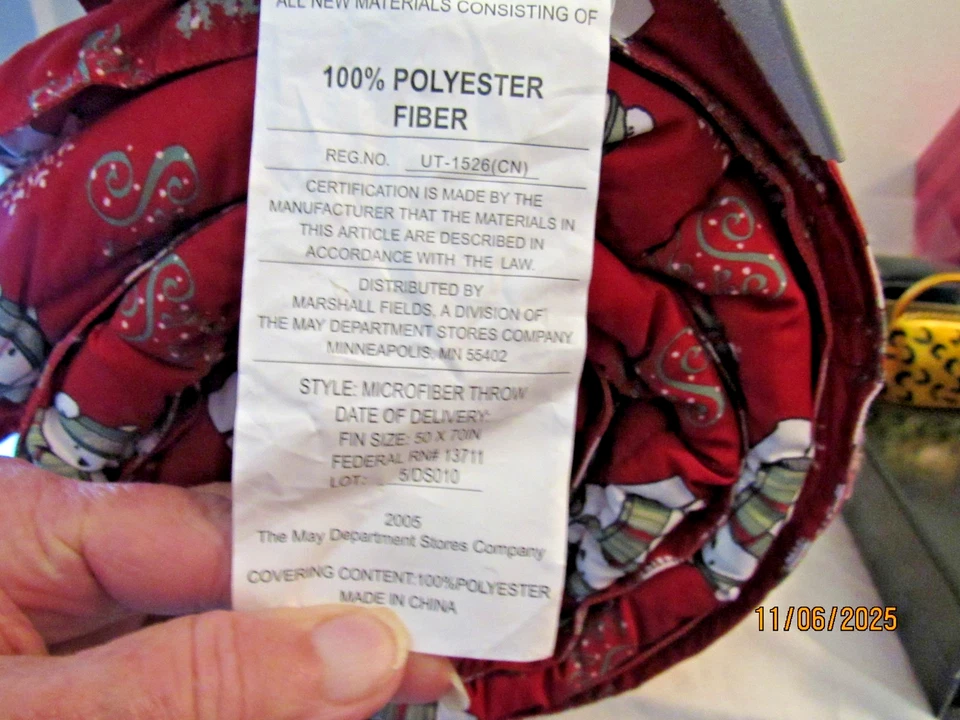 ALL NEW MATERIALS CONSISTING OF
100% POLYESTER
FIBER
REG.NO. UT-1526(CN)
CERTIFICATION IS MADE BY THE
MANUFACTURER THAT THE MATERIALS IN
THIS ARTICLE ARE DESCRIBED IN
ACCORDANCE WITH THE LAW.
DISTRIBUTED BY
MARSHALL FIELDS, A DIVISION OF
THE MAY DEPARTMENT STORES COMPANY
MINNEAPOLIS, MN 55402
STYLE: MICROFIBER THROW
DATE OF DELIVERY:
FIN SIZE: 50 X 70IN
FEDERAL RN# 13711
LOT: 5/DS010
2005
The May Department Stores Company
COVERING CONTENT:100%POLYESTER
MADE IN CHINA
11/06/2025